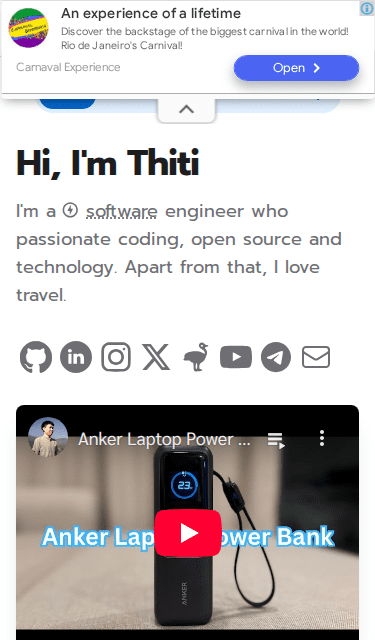 An experience of a lifetime
Discover the backstage of the biggest carnival in the world!
Rio de Janeiro's Carnival!
Carnaval Experience
Open
Hi, I'm Thiti
I'm a software engineer who
passionate coding, open source and
technology. Apart from that, I love
travel.
Anker Laptop Power ...
23
Anker Lap ower Bank
ANKER